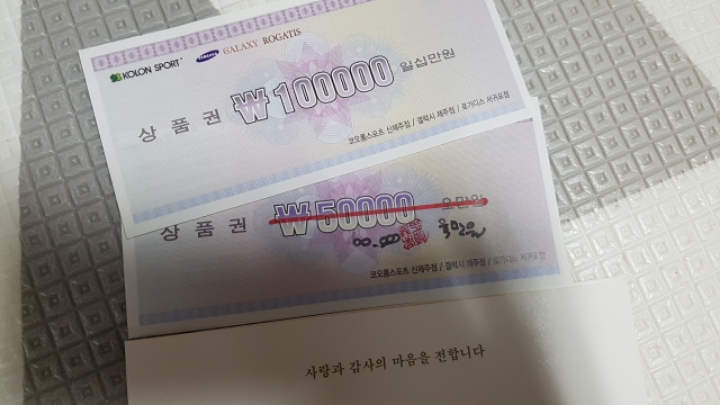 KOLON SPORT
SAMSUNG
GALAXY ROGATIS
상품권 ₩100000 일십만원
코오롱스포츠 신제주점 / 갤럭시 제주점 / 로가디스 서귀포점
상품권 ₩50000 오만원
육만원
코오롱스포츠 신제주점 / 갤럭시 제주점 / 로가디스 서귀포점
사랑과 감사의 마음을 전합니다